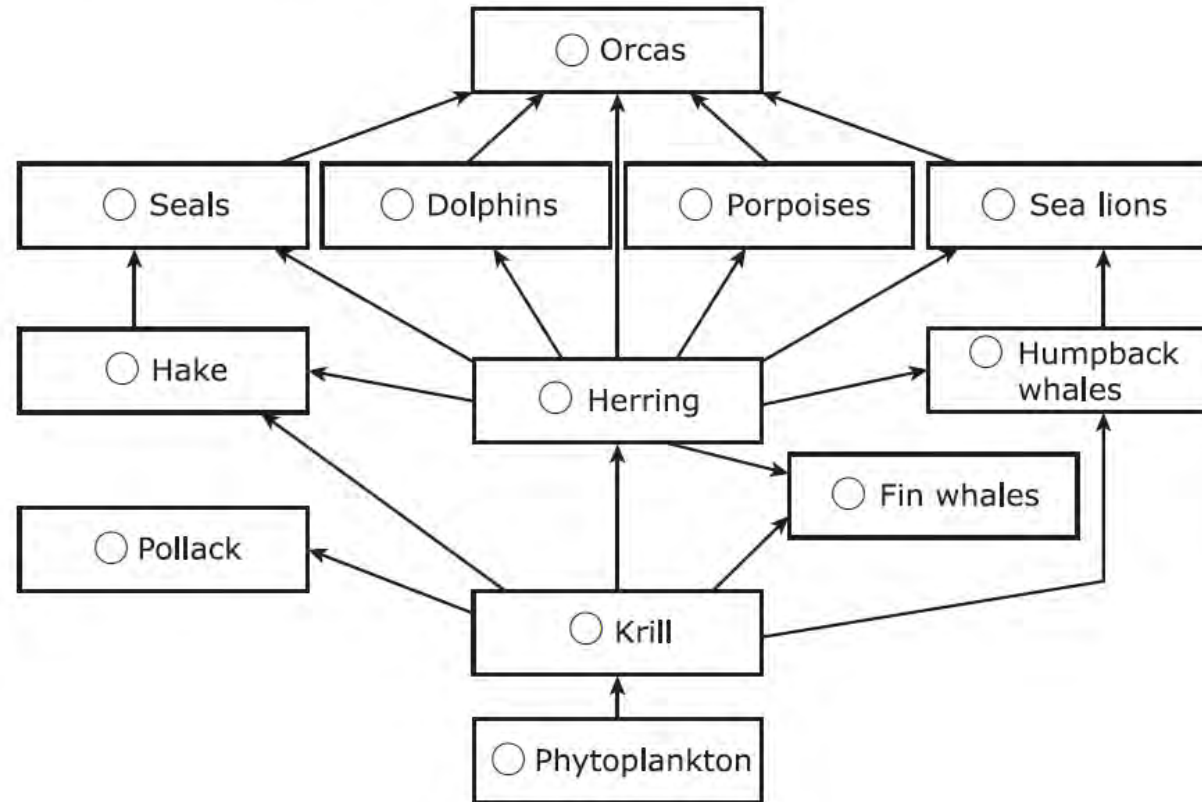 Orcas
Seals
Dolphins
Porpoises
Sea lions
Hake
Herring
Humpback
whales
Fin whales
Pollack
Krill
Phytoplankton